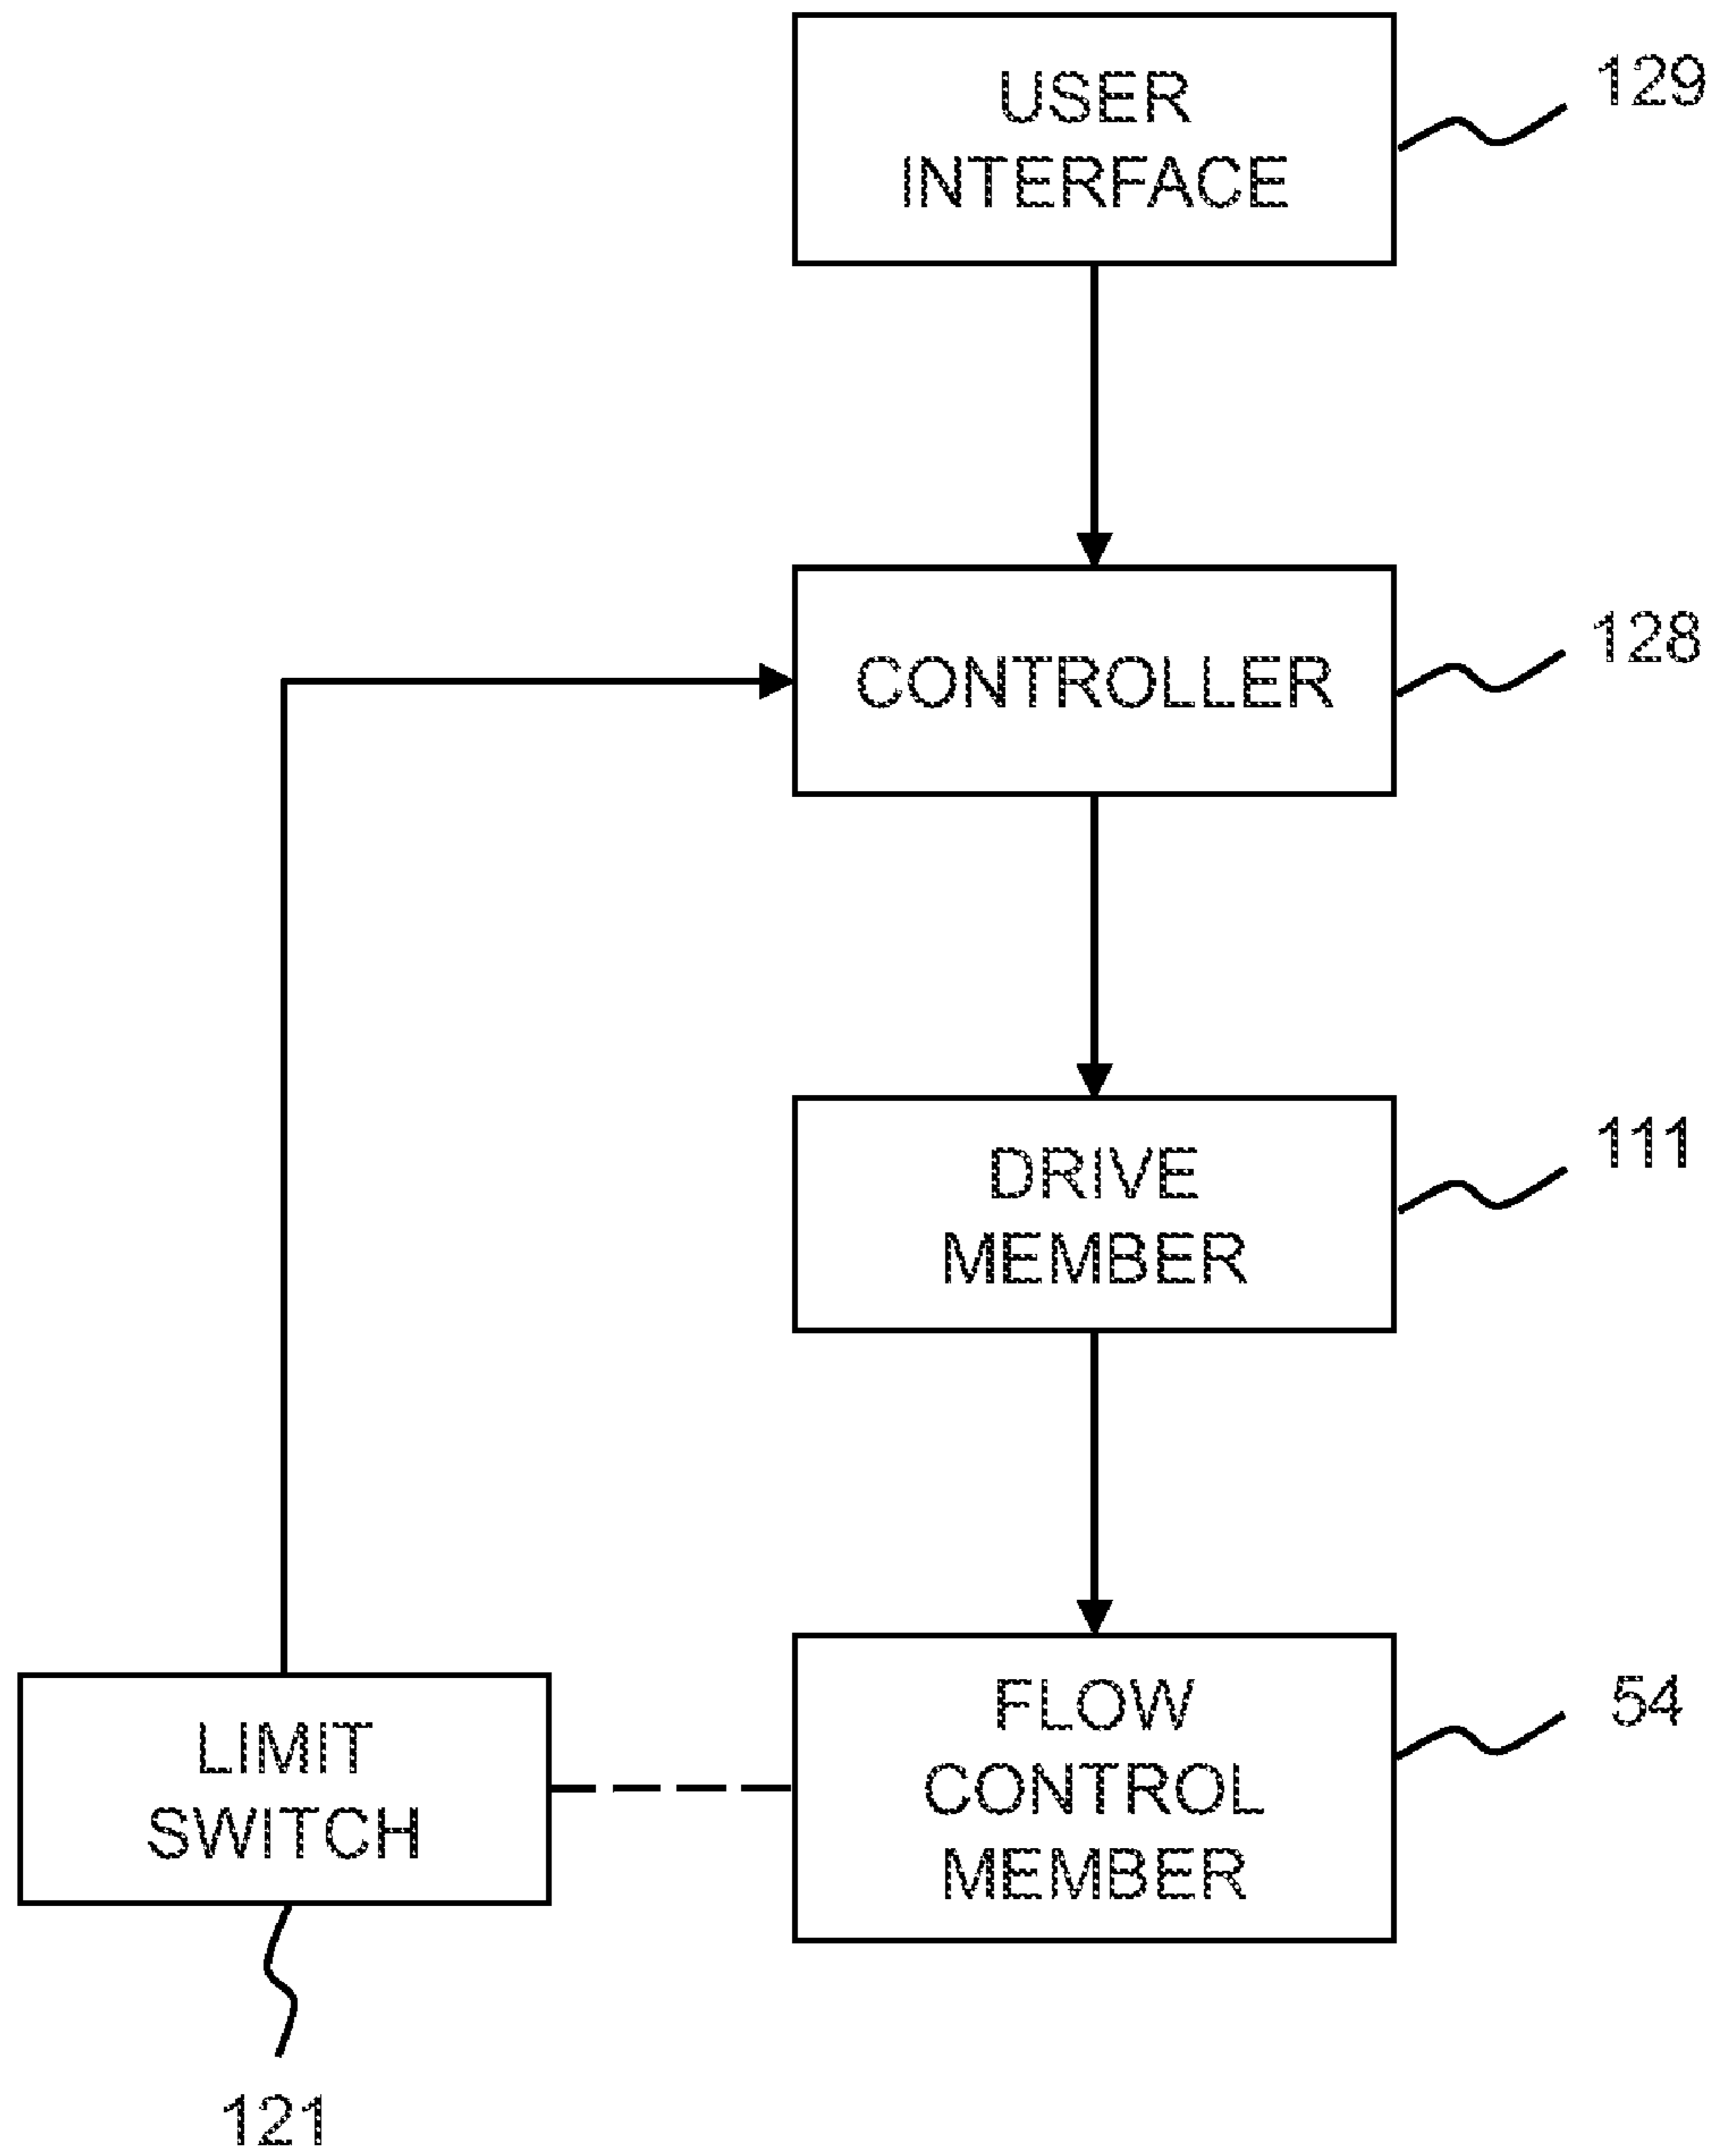 USER
INTERFACE
129
CONTROLLER
128
DRIVE
MEMBER
111
FLOW
CONTROL
MEMBER
54
LIMIT
SWITCH
121